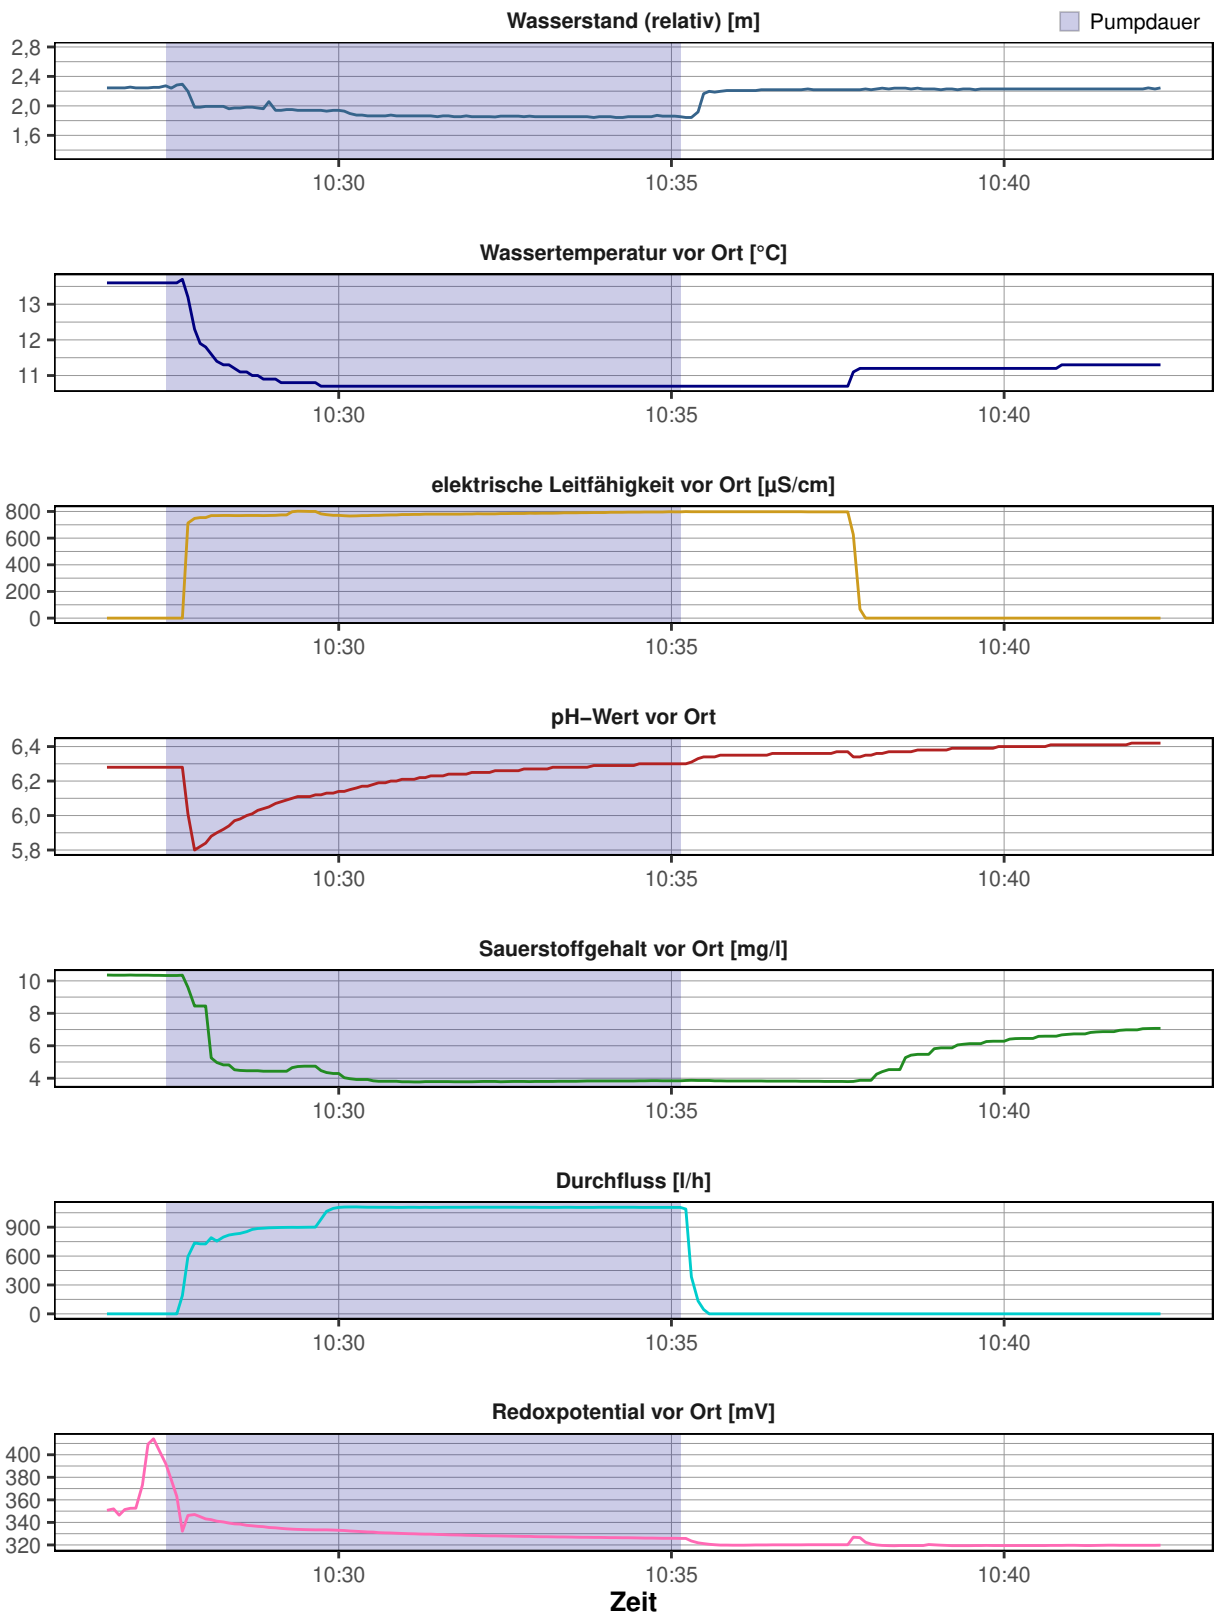 Wasserstand (relativ) [m]
Pumpdauer
2,8
2,4
2,0
1,6
10:30 10:35 10:40
Wassertemperatur vor Ort [°C]
13
12
11
10:30 10:35 10:40
elektrische Leitfähigkeit vor Ort [µS/cm]
800
600
400
200
0
10:30 10:35 10:40
pH−Wert vor Ort
6,4
6,2
6,0
5,8
10:30 10:35 10:40
Sauerstoffgehalt vor Ort [mg/l]
10
8
6
4
10:30 10:35 10:40
Durchfluss [l/h]
900
600
300
0
10:30 10:35 10:40
Redoxpotential vor Ort [mV]
400
380
360
340
320
10:30 10:35 10:40
Zeit